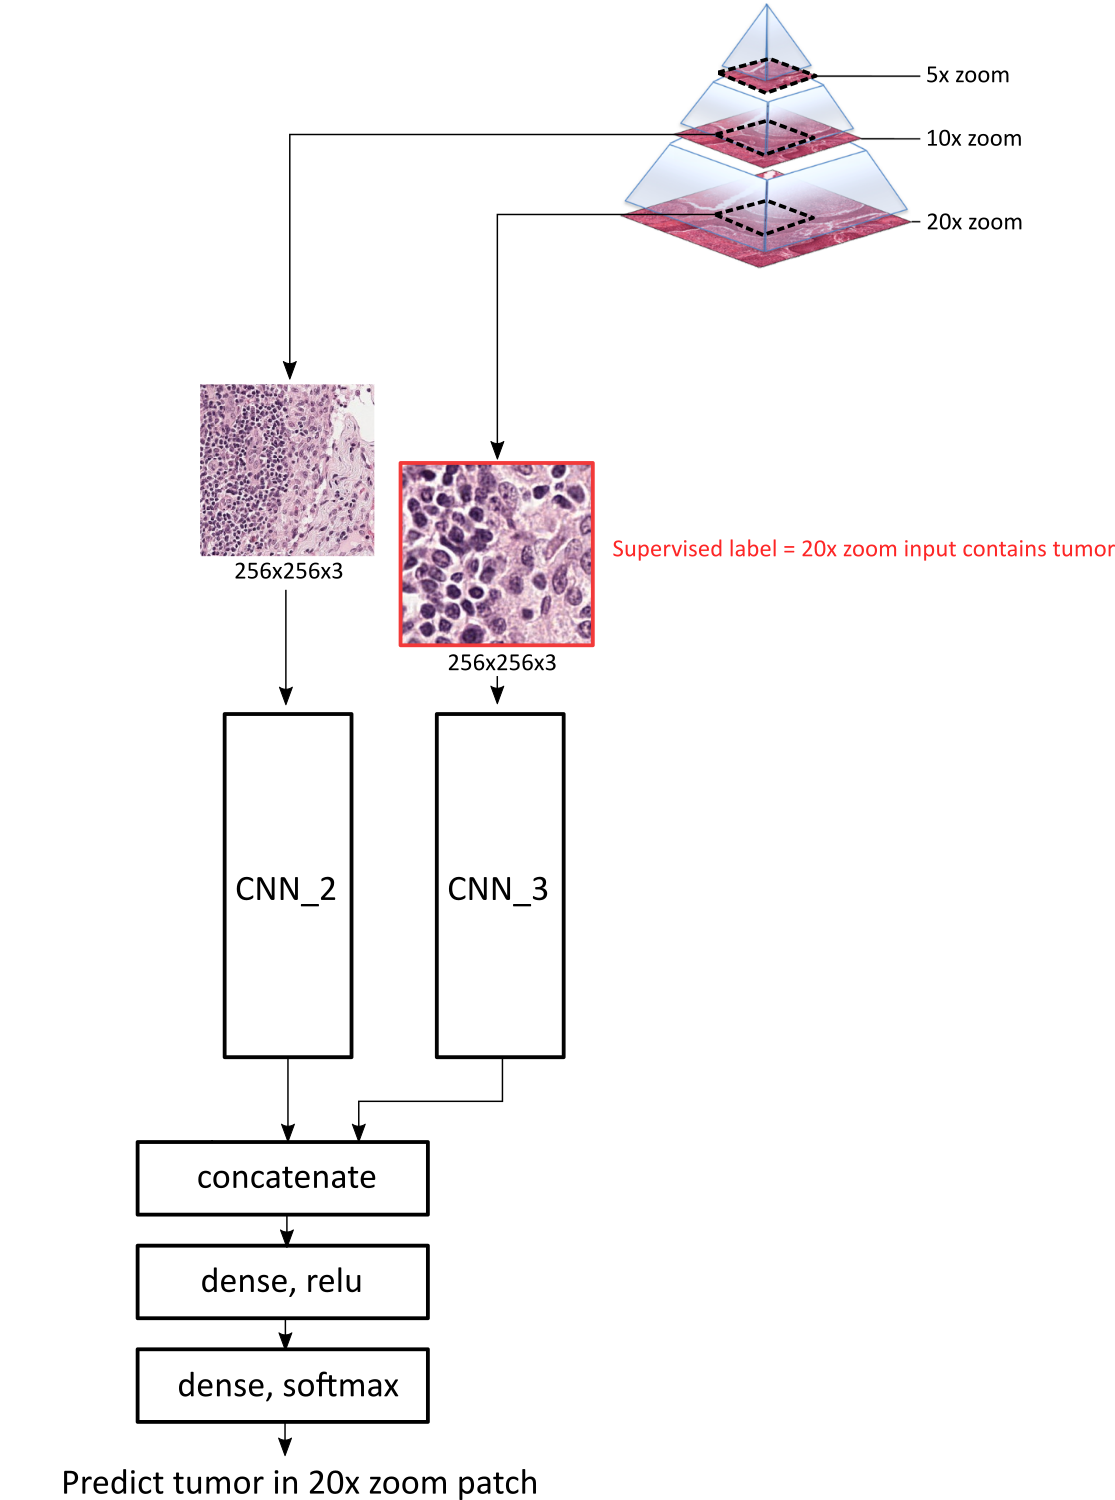 5x zoom
10x zoom
20x zoom
256x256x3
Supervised label = 20x zoom input contains tumor
256x256x3
CNN_2
CNN_3
concatenate
dense, relu
dense, softmax
Predict tumor in 20x zoom patch